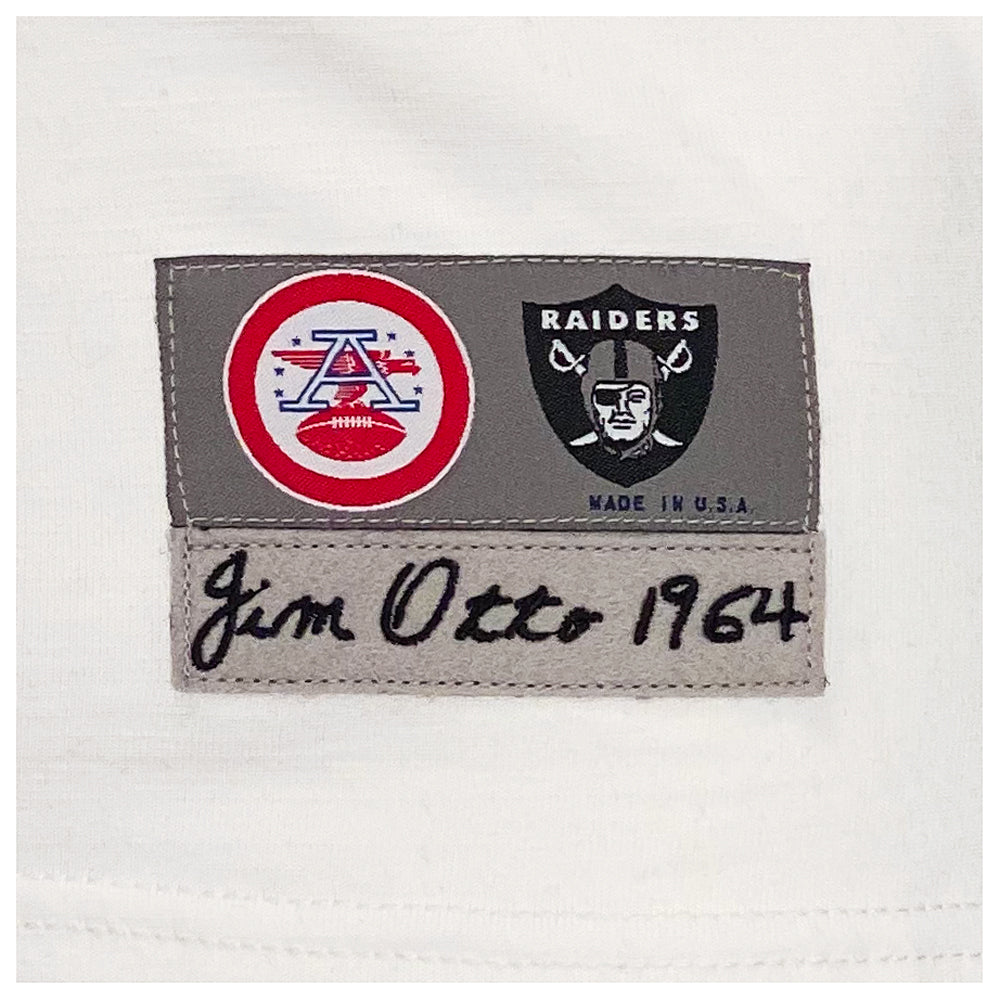 A
RAIDERS
MADE IN U.S.A.
Jim Otto 1964